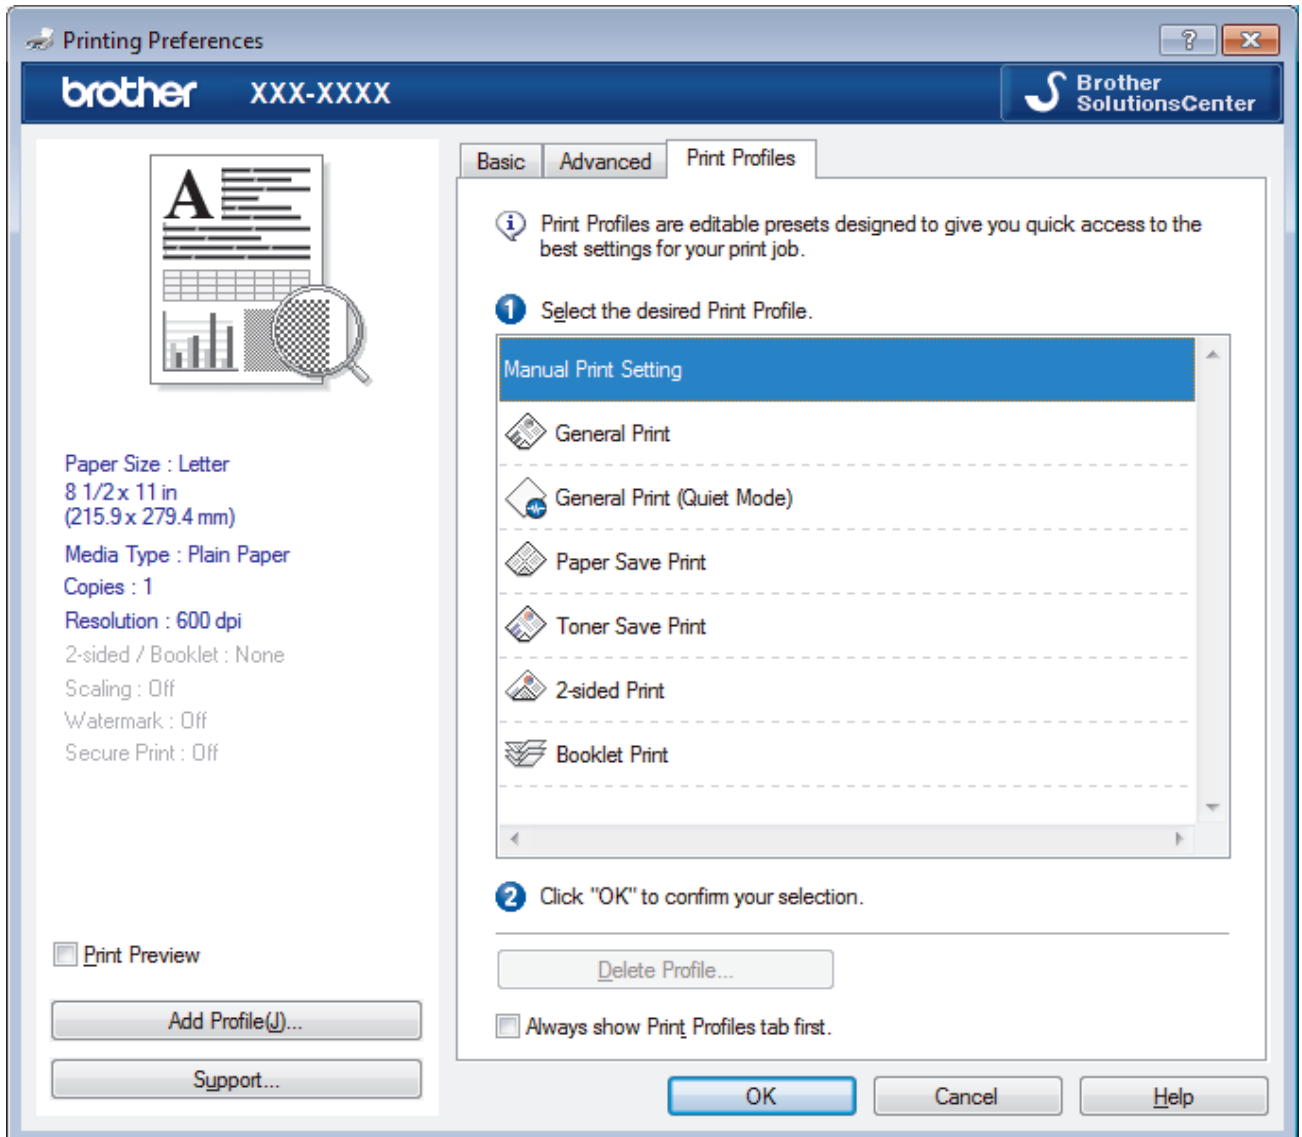 Printing Preferences
brother XXX-XXXX
Brother
SolutionsCenter
A
Paper Size : Letter
8 1/2 x 11 in
(215.9 x 279.4 mm)
Media Type : Plain Paper
Copies : 1
Resolution : 600 dpi
2-sided / Booklet : None
Scaling : Off
Watermark : Off
Secure Print : Off
Print Preview
Add Profile(J)...
Support...
Basic Advanced Print Profiles
Print Profiles are editable presets designed to give you quick access to the
best settings for your print job.
1 Select the desired Print Profile.
Manual Print Setting
General Print
General Print (Quiet Mode)
Paper Save Print
Toner Save Print
2-sided Print
Booklet Print
2 Click "OK" to confirm your selection.
Delete Profile...
Always show Print Profiles tab first.
OK Cancel Help